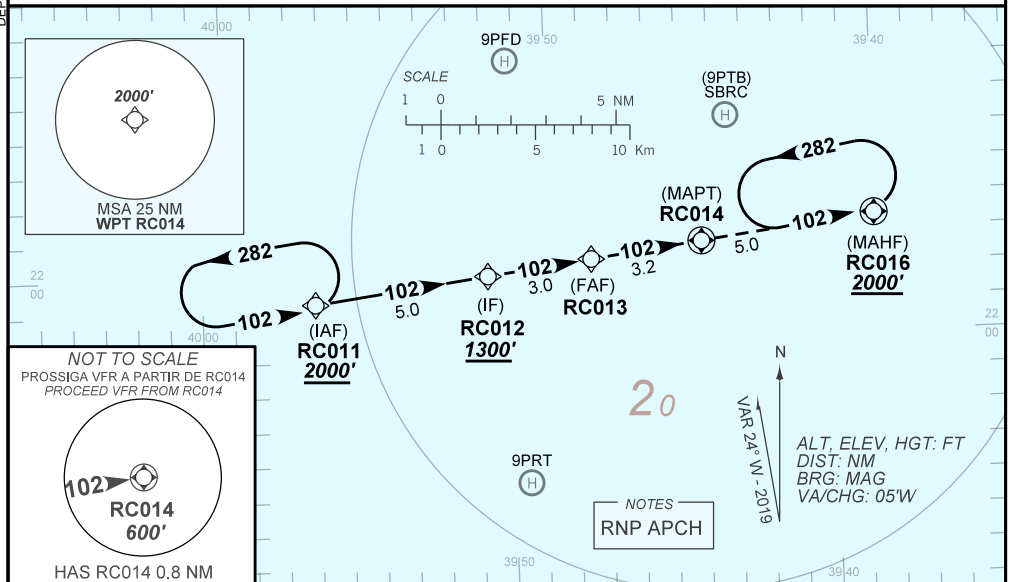 DEP
40 00
39 50
39 40
2000'
MSA 25 NM
WPT RC014
9PFD
H
(9PTB)
SBRC
H
SCALE
1 0 5 NM
1 0 5 10 Km
282
102
(MAPT)
RC014
5.0
(MAHF)
RC016
2000'
282
102
(IAF)
RC011
2000'
102
5.0
(IF)
RC012
1300'
102
3.0
(FAF)
RC013
102
3.2
22
00
22
00
40 00
NOT TO SCALE
PROSSIGA VFR A PARTIR DE RC014
PROCEED VFR FROM RC014
102
RC014
600'
HAS RC014 0.8 NM
20
9PRT
H
NOTES
RNP APCH
N
VAR 24° W - 2019
ALT, ELEV, HGT: FT
DIST: NM
BRG: MAG
VA/CHG: 05'W
39 50
39 40